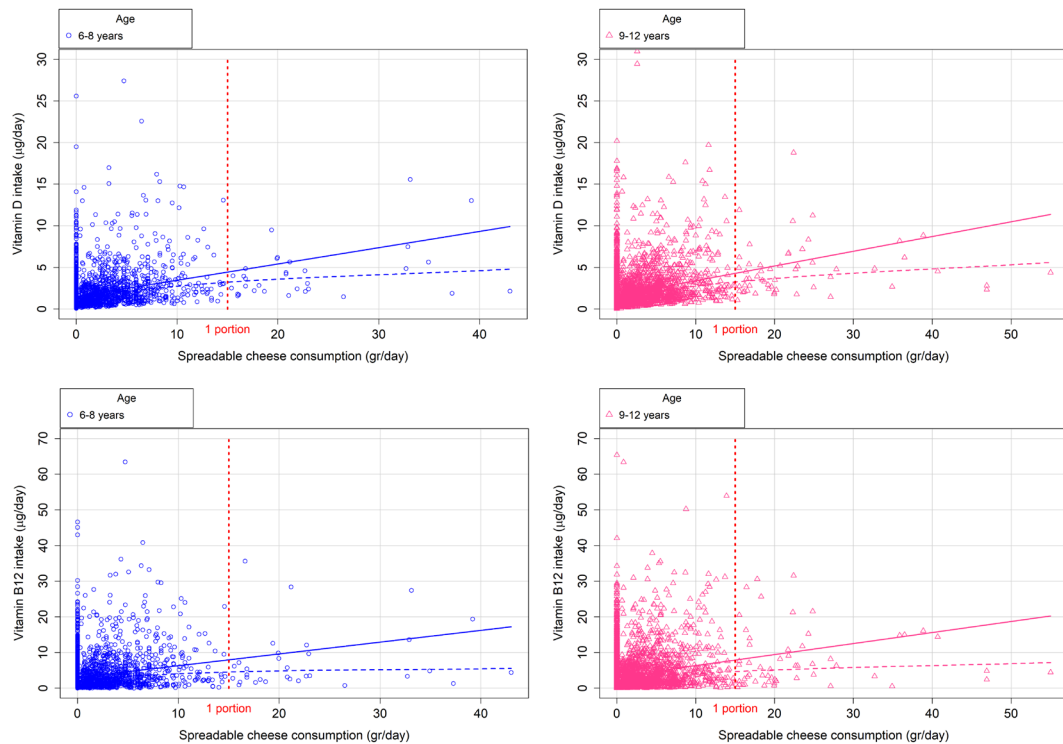 Age
6-8 years
Vitamin D intake (µg/day)
30
25
20
15
10
5
0
0 10 20 30 40
1 portion
Spreadable cheese consumption (gr/day)
Age
9-12 years
Vitamin D intake (µg/day)
30
25
20
15
10
5
0
0 10 20 30 40 50
1 portion
Spreadable cheese consumption (gr/day)
Age
6-8 years
Vitamin B12 intake (µg/day)
70
60
50
40
30
20
10
0
0 10 20 30 40
1 portion
Spreadable cheese consumption (gr/day)
Age
9-12 years
Vitamin B12 intake (µg/day)
70
60
50
40
30
20
10
0
0 10 20 30 40 50
1 portion
Spreadable cheese consumption (gr/day)